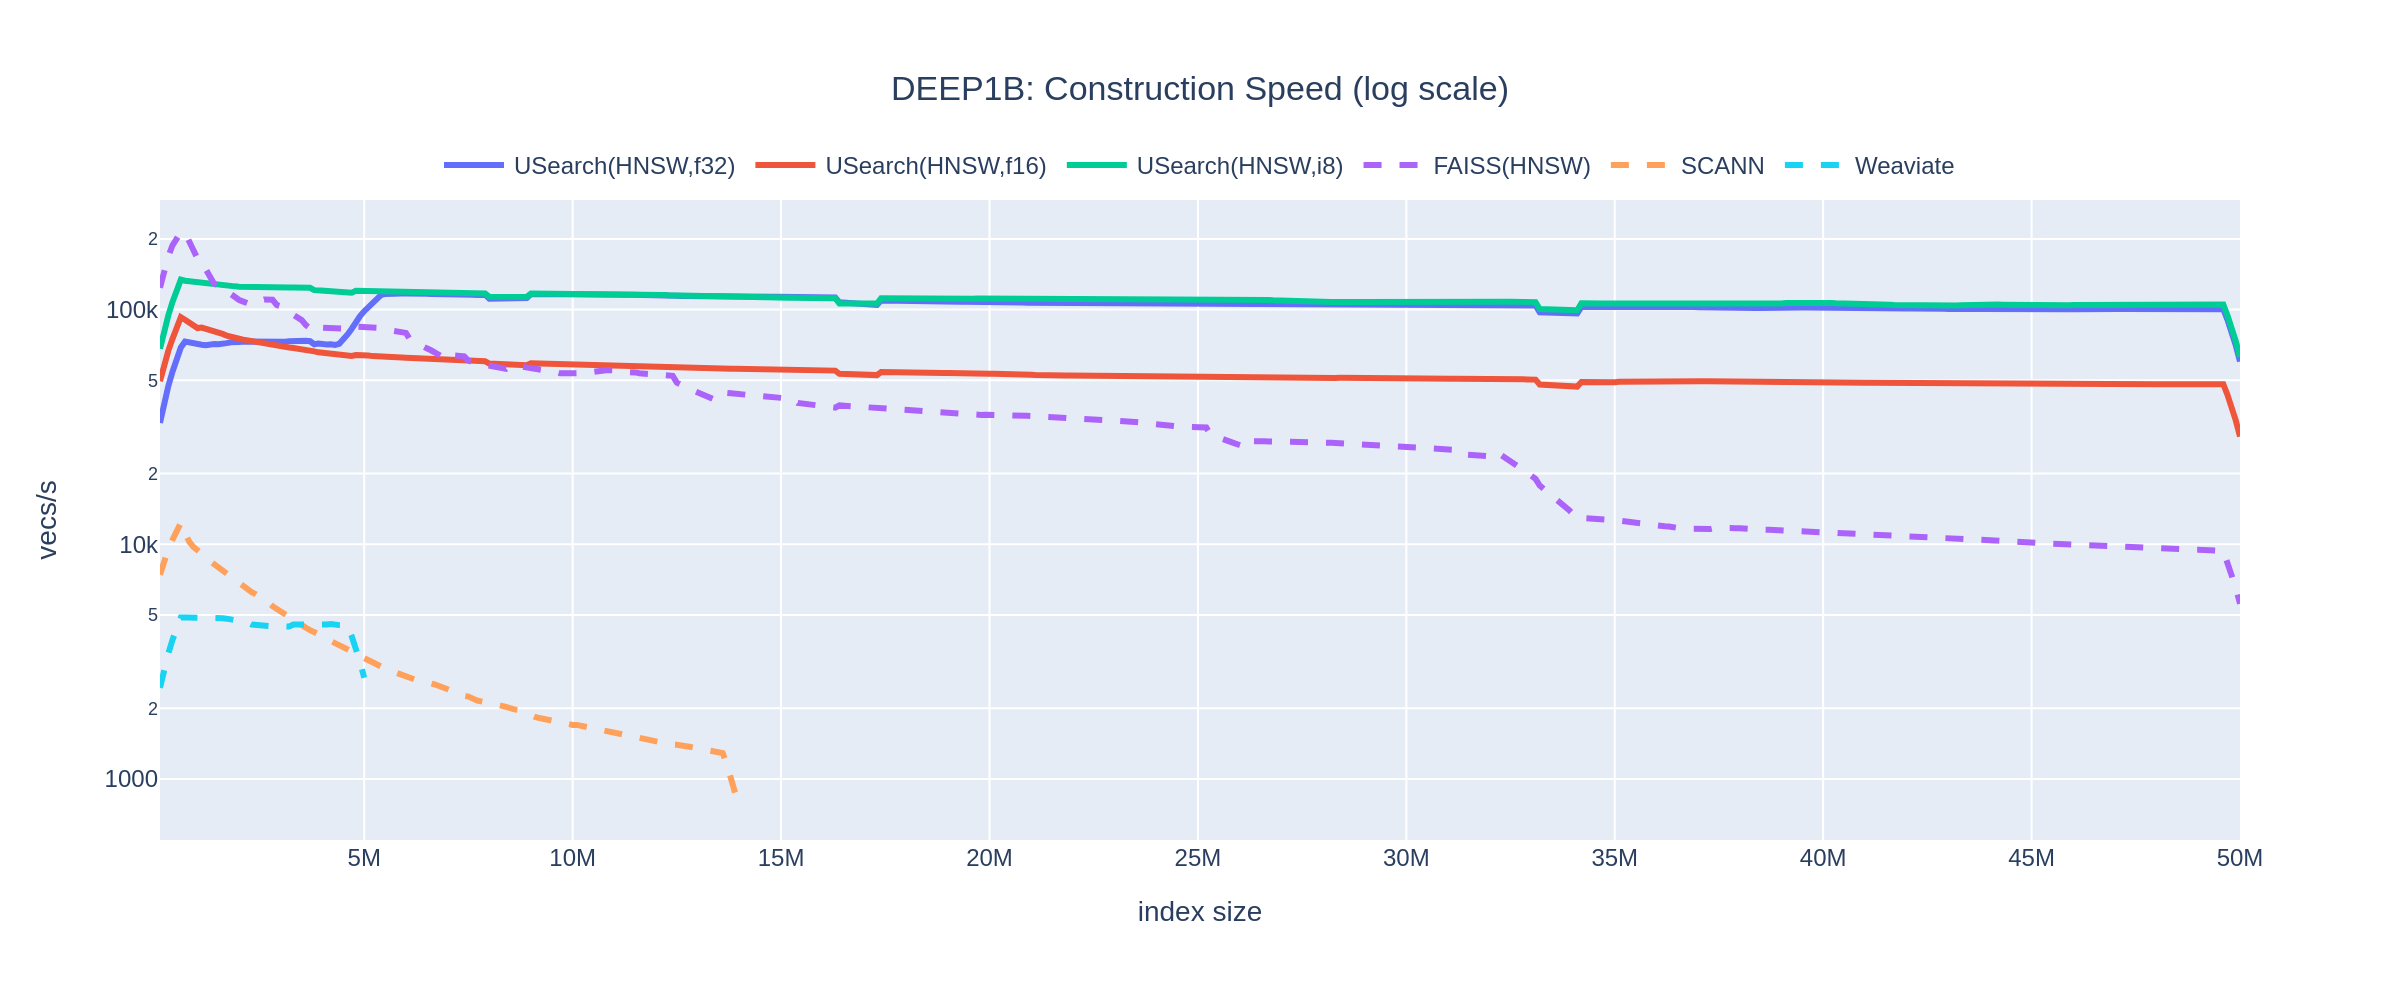 DEEP1B: Construction Speed (log scale)
USearch(HNSW,f32) USearch(HNSW,f16) USearch(HNSW,i8) FAISS(HNSW) SCANN Weaviate
2
100k
5
2
10k
5
2
1000
vecs/s
5M 10M 15M 20M 25M 30M 35M 40M 45M 50M
index size